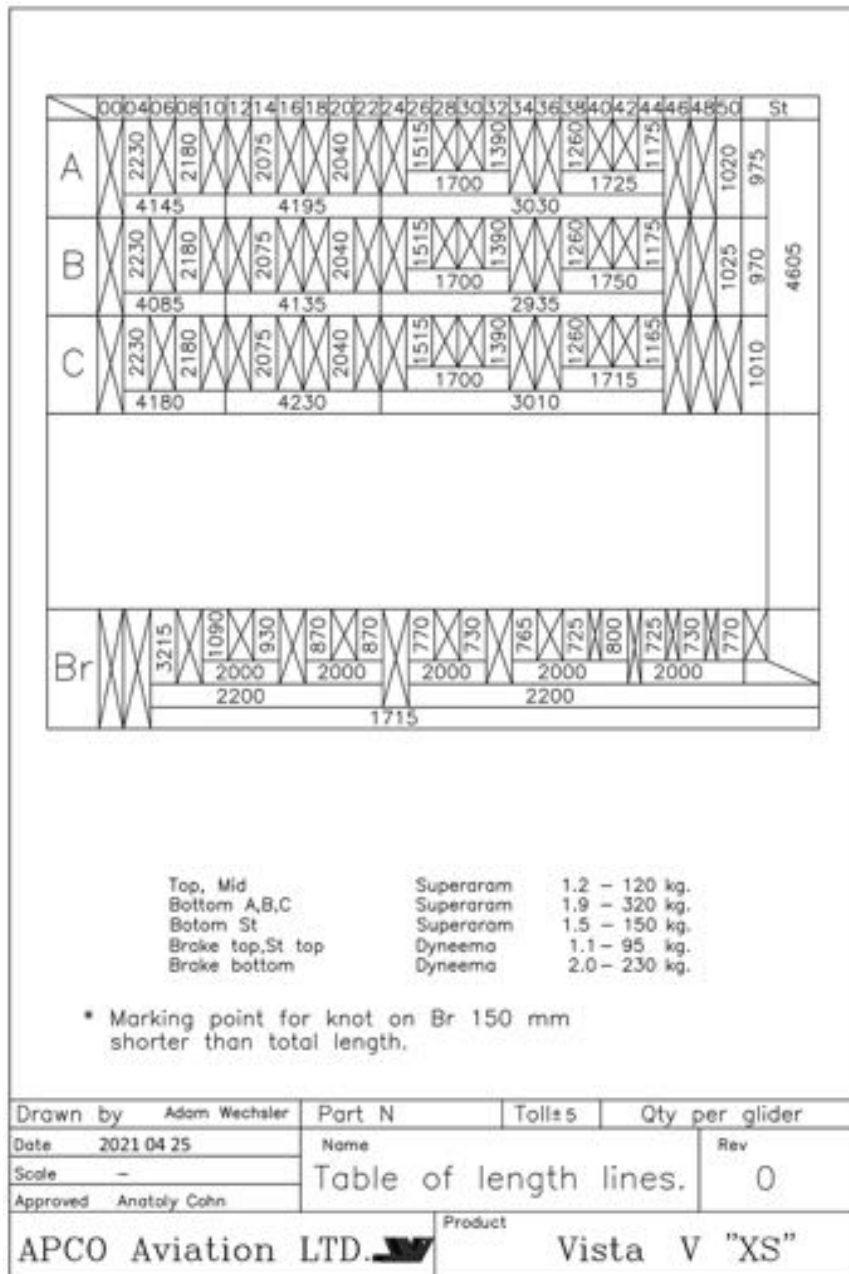 00 04 06 08 10 12 14 16 18 20 22 24 26 28 30 32 34 36 38 40 42 44 46 48 50 St
A 2230 2180 2075 2040 1515 1390 1260 1175 1020 975
1700 1725
4145 4195 3030
B 2230 2180 2075 2040 1515 1390 1260 1175 1025 970 4605
1700 1750
4085 4135 2935
C 2230 2180 2075 2040 1515 1390 1260 1165 1010
1700 1715
4180 4230 3010
Br 3215 1090 930 870 870 770 730 765 725 800 725 730 770
2000 2000 2000 2000 2000
2200 2200
1715
Top, Mid Superaram 1.2 – 120 kg.
Bottom A,B,C Superaram 1.9 – 320 kg.
Botom St Superaram 1.5 – 150 kg.
Brake top,St top Dyneema 1.1 – 95 kg.
Brake bottom Dyneema 2.0 – 230 kg.
* Marking point for knot on Br 150 mm
shorter than total length.
Drawn by Adam Wechsler Part N Toll±5 Qty per glider
Date 2021 04 25 Name Rev
Scale –
Table of length lines. 0
Approved Anatoly Cohn
Product
APCO Aviation LTD. Vista V "XS"